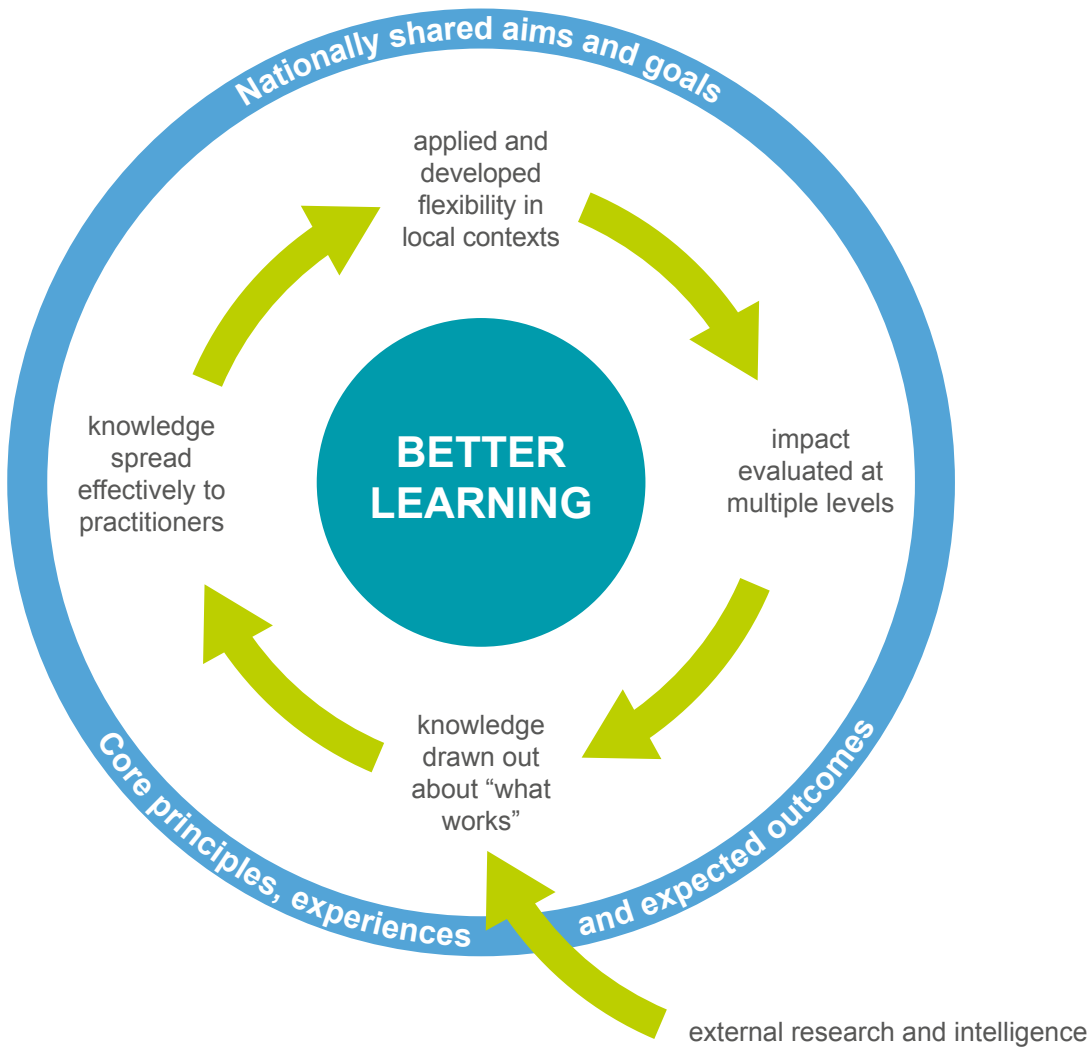 Nationally shared aims and goals
applied and
developed
flexibility in
local contexts
knowledge
spread
effectively to
practitioners
BETTER
LEARNING
impact
evaluated at
multiple levels
knowledge
drawn out
about “what
works”
Core principles, experiences and expected outcomes
external research and intelligence